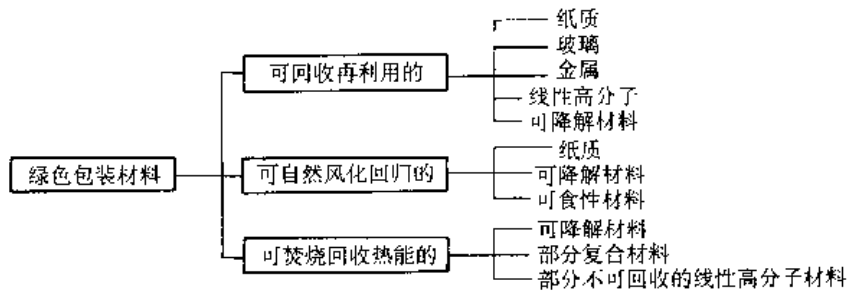 绿色包装材料
可回收再利用的
纸质
玻璃
金属
线性高分子
可降解材料
可自然风化回归的
纸质
可降解材料
可食性材料
可焚烧回收热能的
可降解材料
部分复合材料
部分不可回收的线性高分子材料